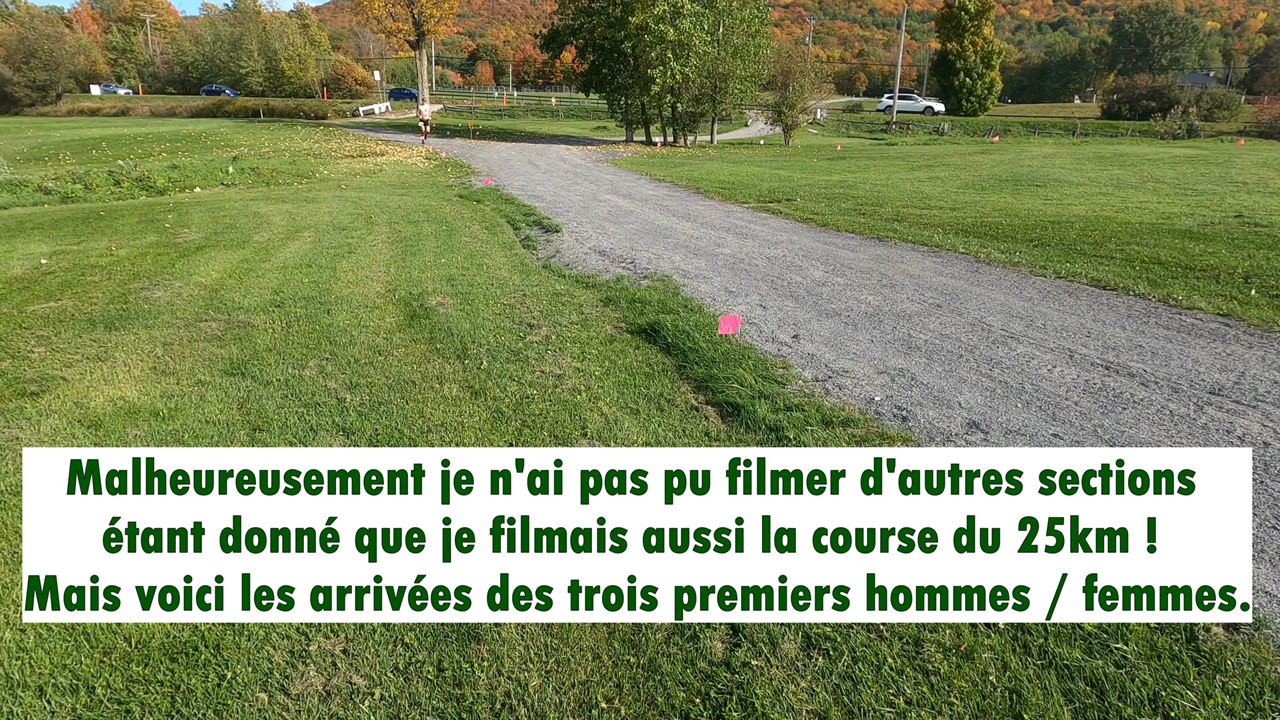 Malheureusement je n'ai pas pu filmer d'autres sections
étant donné que je filmais aussi la course du 25km !
Mais voici les arrivées des trois premiers hommes / femmes.